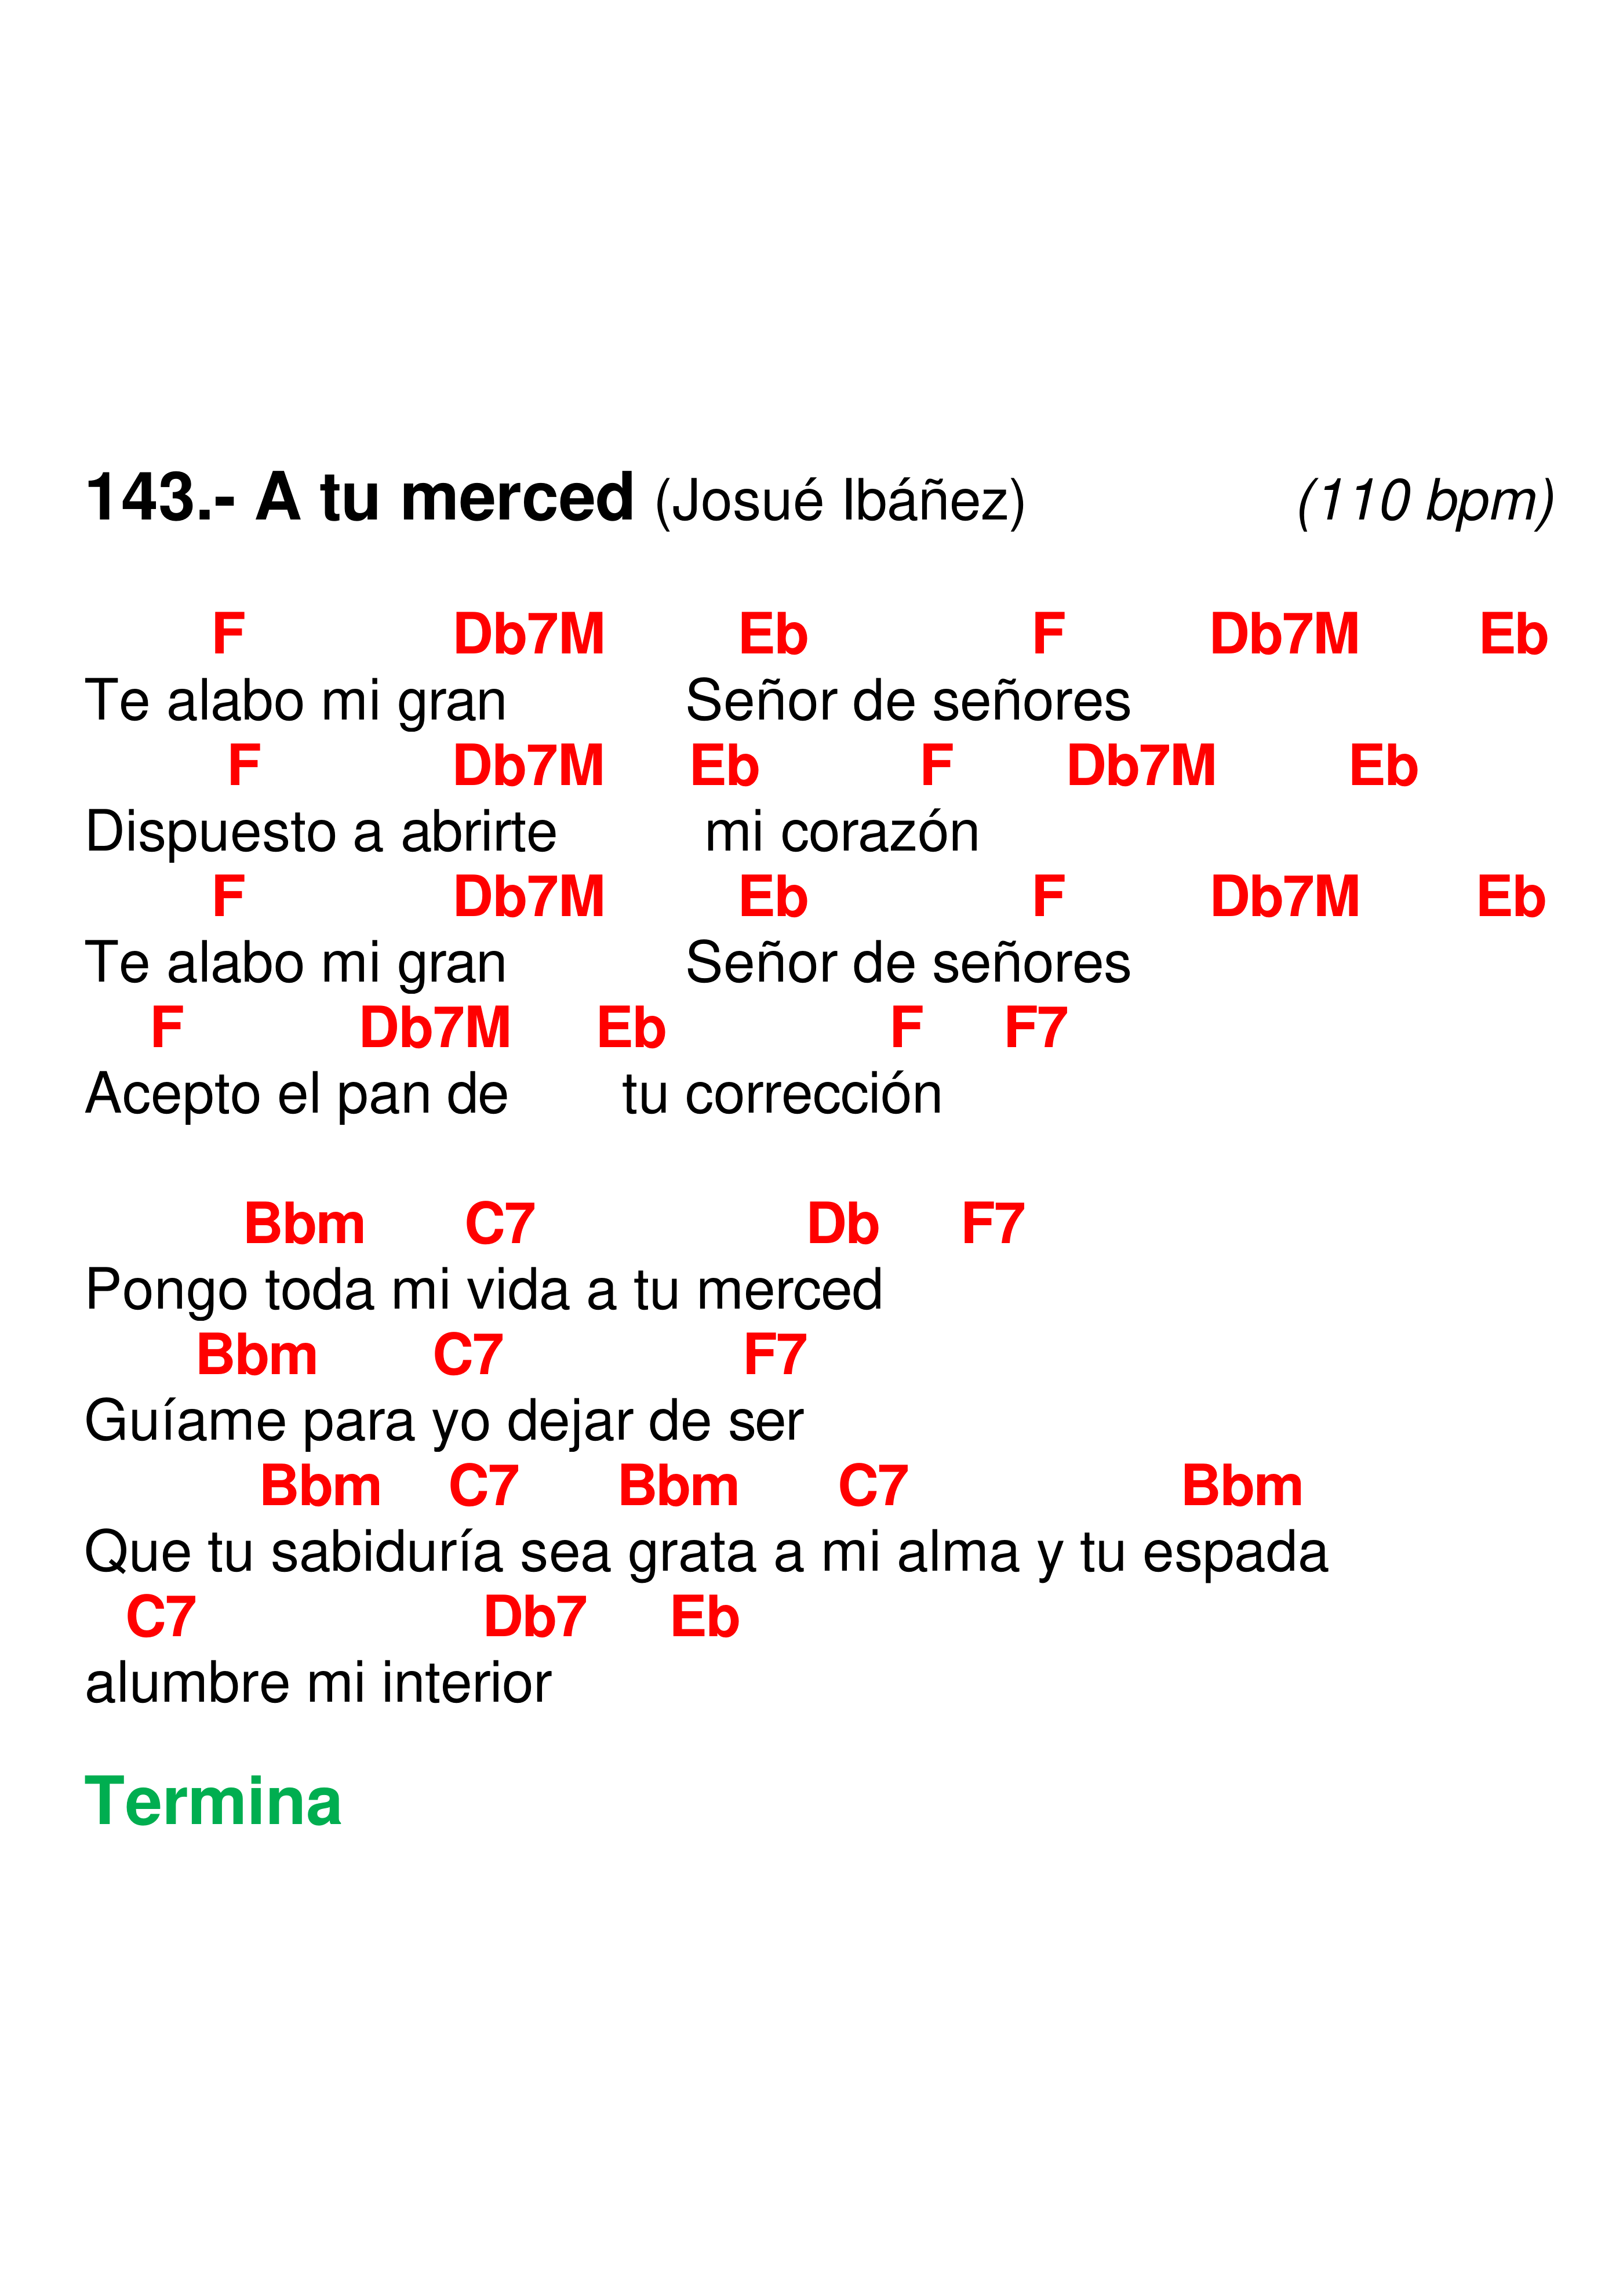 143.- A tu merced (Josué Ibáñez) (110 bpm)
F Db7M Eb F Db7M Eb
Te alabo mi gran Señor de señores
F Db7M Eb F Db7M Eb
Dispuesto a abrirte mi corazón
F Db7M Eb F Db7M Eb
Te alabo mi gran Señor de señores
F Db7M Eb F F7
Acepto el pan de tu corrección
Bbm C7 Db F7
Pongo toda mi vida a tu merced
Bbm C7 F7
Guíame para yo dejar de ser
Bbm C7 Bbm C7 Bbm
Que tu sabiduría sea grata a mi alma y tu espada
C7 Db7 Eb
alumbre mi interior
Termina